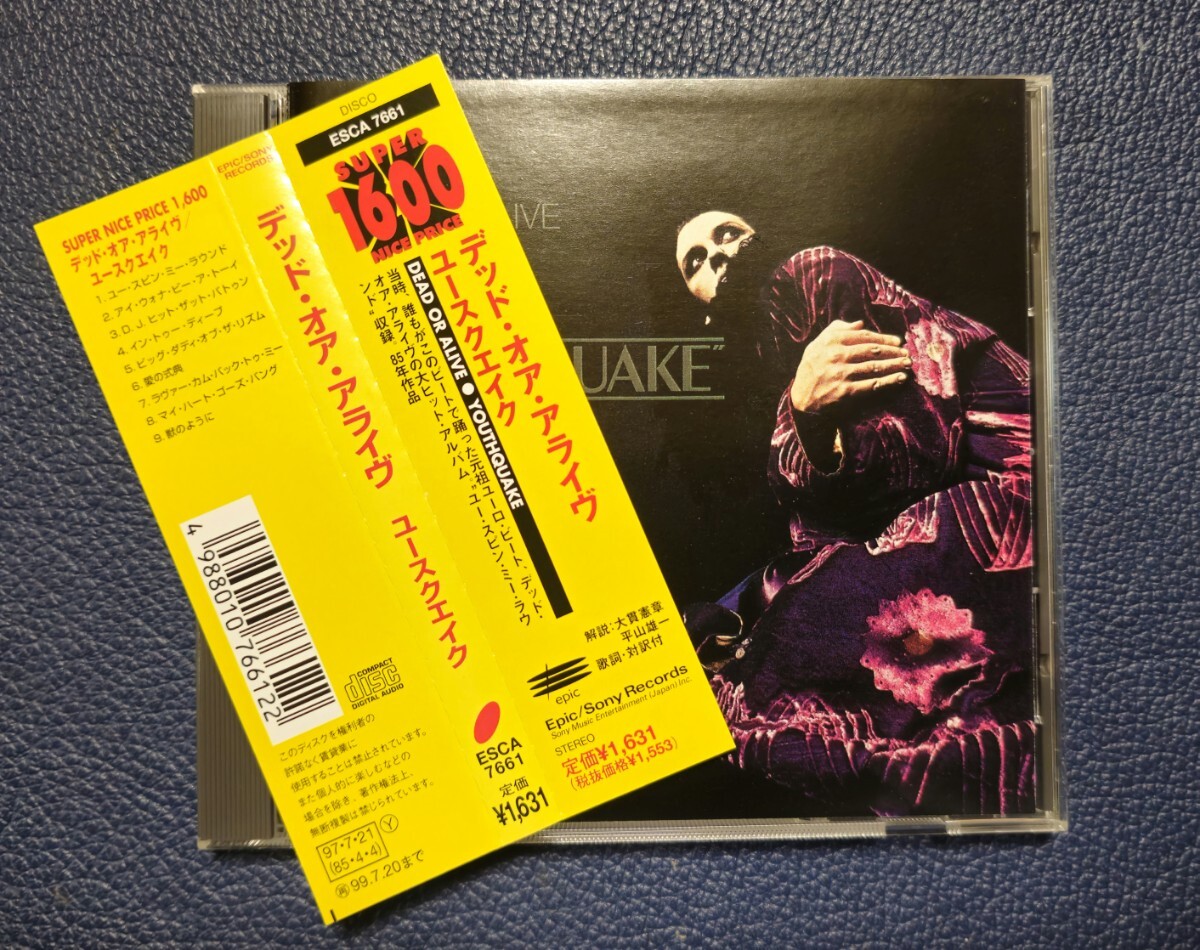 EPIC/SONY
RECORDS
SUPER NICE PRICE 1,600
デッド・オア・アライヴ/
ユースクエイク
1. ユー・スピン・ミー・ラウンド
2. アイ・ウォナ・ビー・ア・トーイ
3. D. J. ヒット・ザット・バトゥン
4. イン・トゥー・ディープ
5. ビッグ・ダディ・オブ・ザ・リズム
6. 愛の式典
7. ラヴァー・カム・バック・トゥ・ミー
8. マイ・ハート・ゴーズ・バング
9. 獣のように
4 988010 766122
COMPACT
disc
DIGITAL AUDIO
このディスクを権利者の
許諾なく賃貸業に
使用することは禁止されています。
また個人的に楽しむなどの
場合を除き、著作権法上、
無断複製は禁じられています。
97・7・21
(85・4・4)
Y
再99.7.20まで
デッド・オア・アライヴ ユースクエイク
ESCA
7661
定価
¥1,631
DISCO
ESCA 7661
SUPER
1600
NICE PRICE
デッド・オア・アライヴ
ユースクエイク
DEAD OR ALIVE ● YOUTHQUAKE
当時、誰もがこのビートで踊った元祖ユーロ・ビート、デッド・
オア・アライヴの大ヒット・アルバム。"ユー・スピン・ミー・ラウ
ンド"収録。85年作品
解説:大貫憲章
平山雄一
歌詞・対訳付
epic
Epic/Sony Records
Sony Music Entertainment (Japan) Inc.
STEREO
定価¥1,631
(税抜価格¥1,553)
IVE
UAKE"